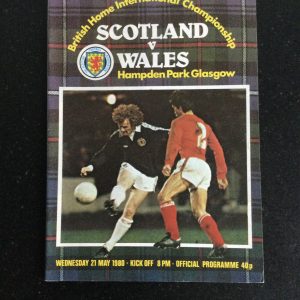 British Home International Championship
SCOTLAND
v
WALES
Hampden Park Glasgow
2
WEDNESDAY 21 MAY 1980 · KICK OFF 8 PM · OFFICIAL PROGRAMME 40p